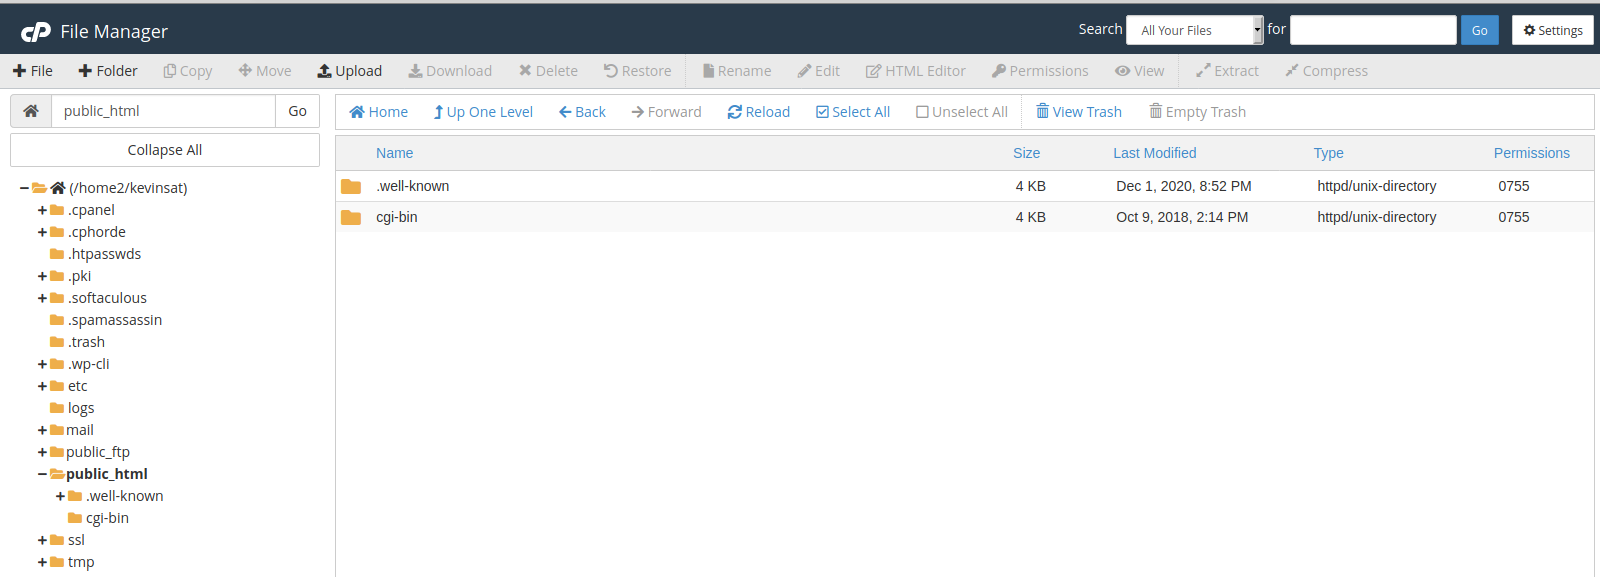 cP File Manager Search All Your Files for Go Settings
File Folder Copy Move Upload Download Delete Restore Rename Edit HTML Editor Permissions View Extract Compress
public_html Go
Collapse All
(/home2/kevinsat)
.cpanel
.cphorde
.htpasswds
.pki
.softaculous
.spamassassin
.trash
.wp-cli
etc
logs
mail
public_ftp
public_html
.well-known
cgi-bin
ssl
tmp
Home Up One Level Back Forward Reload Select All Unselect All View Trash Empty Trash
Name Size Last Modified Type Permissions
.well-known 4 KB Dec 1, 2020, 8:52 PM httpd/unix-directory 0755
cgi-bin 4 KB Oct 9, 2018, 2:14 PM httpd/unix-directory 0755